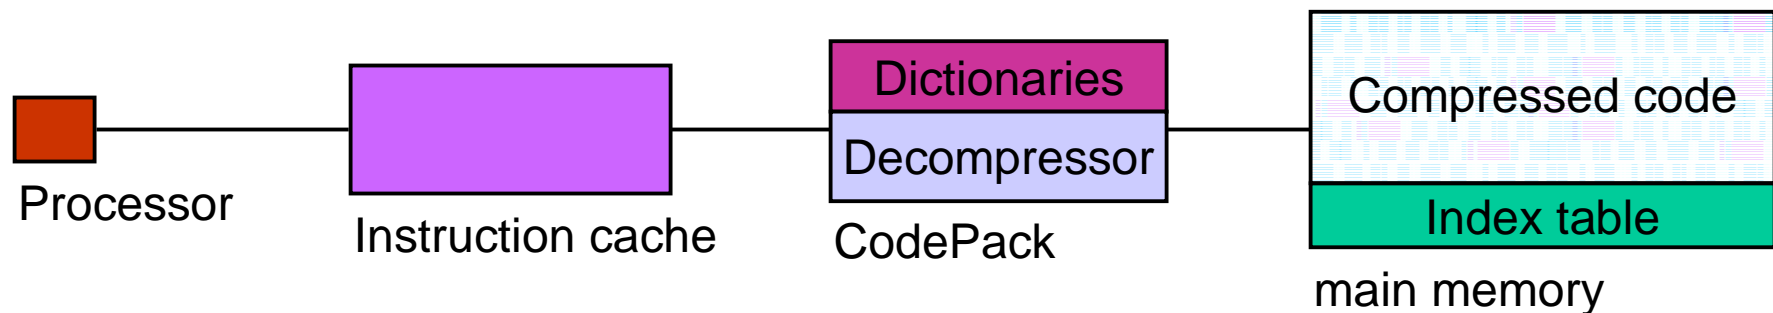 Processor
Instruction cache
Dictionaries
Decompressor
CodePack
Compressed code
Index table
main memory